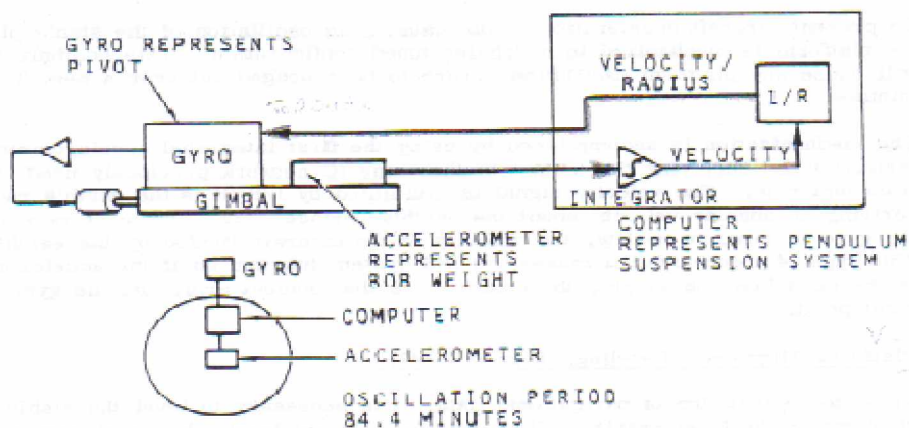 GYRO REPRESENTS
PIVOT
VELOCITY/
RADIUS
L/R
GYRO
VELOCITY
GIMBAL
INTEGRATOR
ACCELEROMETER
REPRESENTS
BOB WEIGHT
COMPUTER
REPRESENTS PENDULUM
SUSPENSION SYSTEM
GYRO
COMPUTER
ACCELEROMETER
OSCILLATION PERIOD
84.4 MINUTES